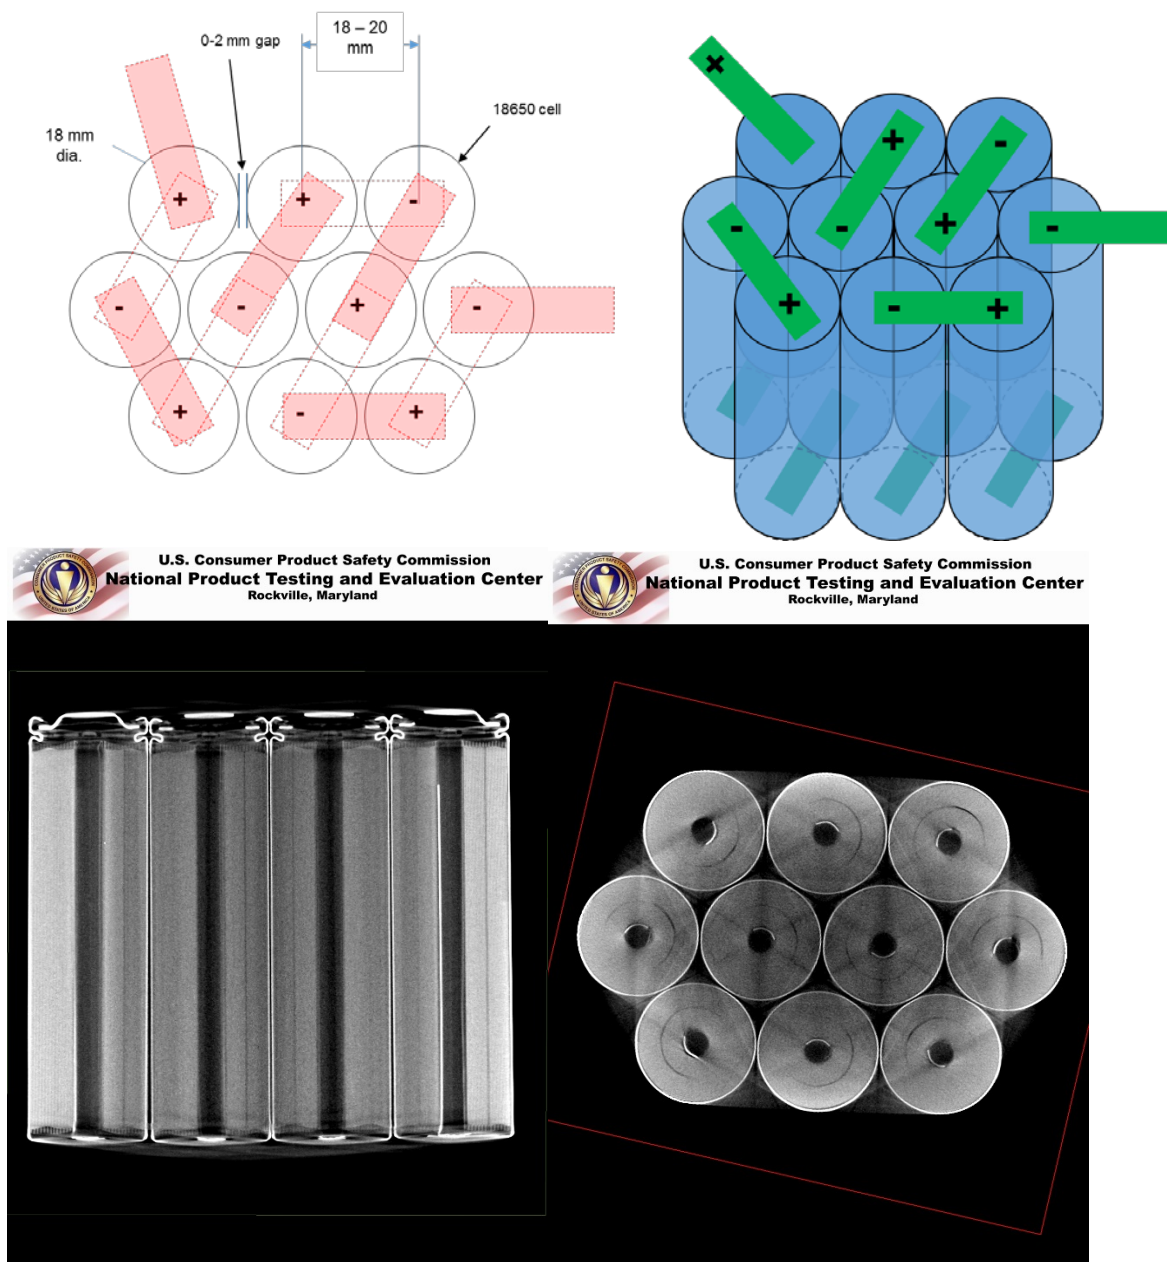 18 – 20
mm
0-2 mm gap
18650 cell
18 mm
dia.
+ + -
- - + -
+ - +
+
+ -
- - + -
+ - +
U.S. Consumer Product Safety Commission
National Product Testing and Evaluation Center
Rockville, Maryland
U.S. Consumer Product Safety Commission
National Product Testing and Evaluation Center
Rockville, Maryland